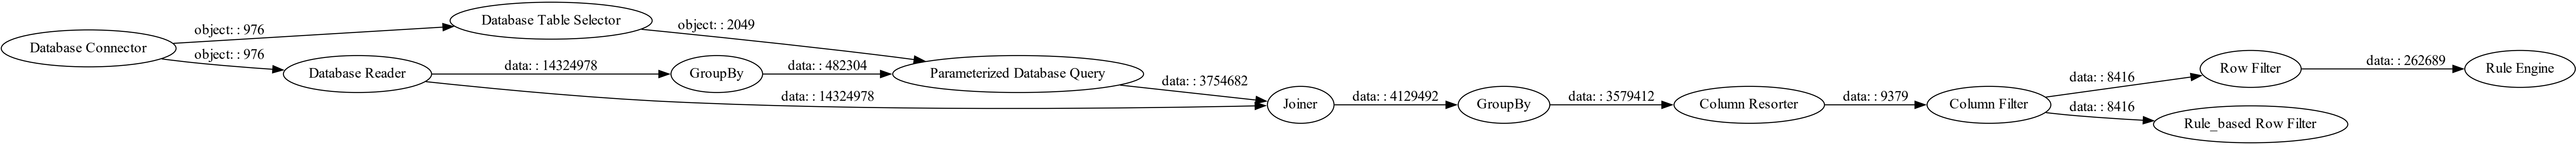 Database Connector
object: : 976
object: : 976
Database Table Selector
Database Reader
object: : 2049
data: : 14324978
data: : 14324978
GroupBy
data: : 482304
Parameterized Database Query
data: : 3754682
Joiner
data: : 4129492
GroupBy
data: : 3579412
Column Resorter
data: : 9379
Column Filter
data: : 8416
data: : 8416
Row Filter
Rule_based Row Filter
data: : 262689
Rule Engine